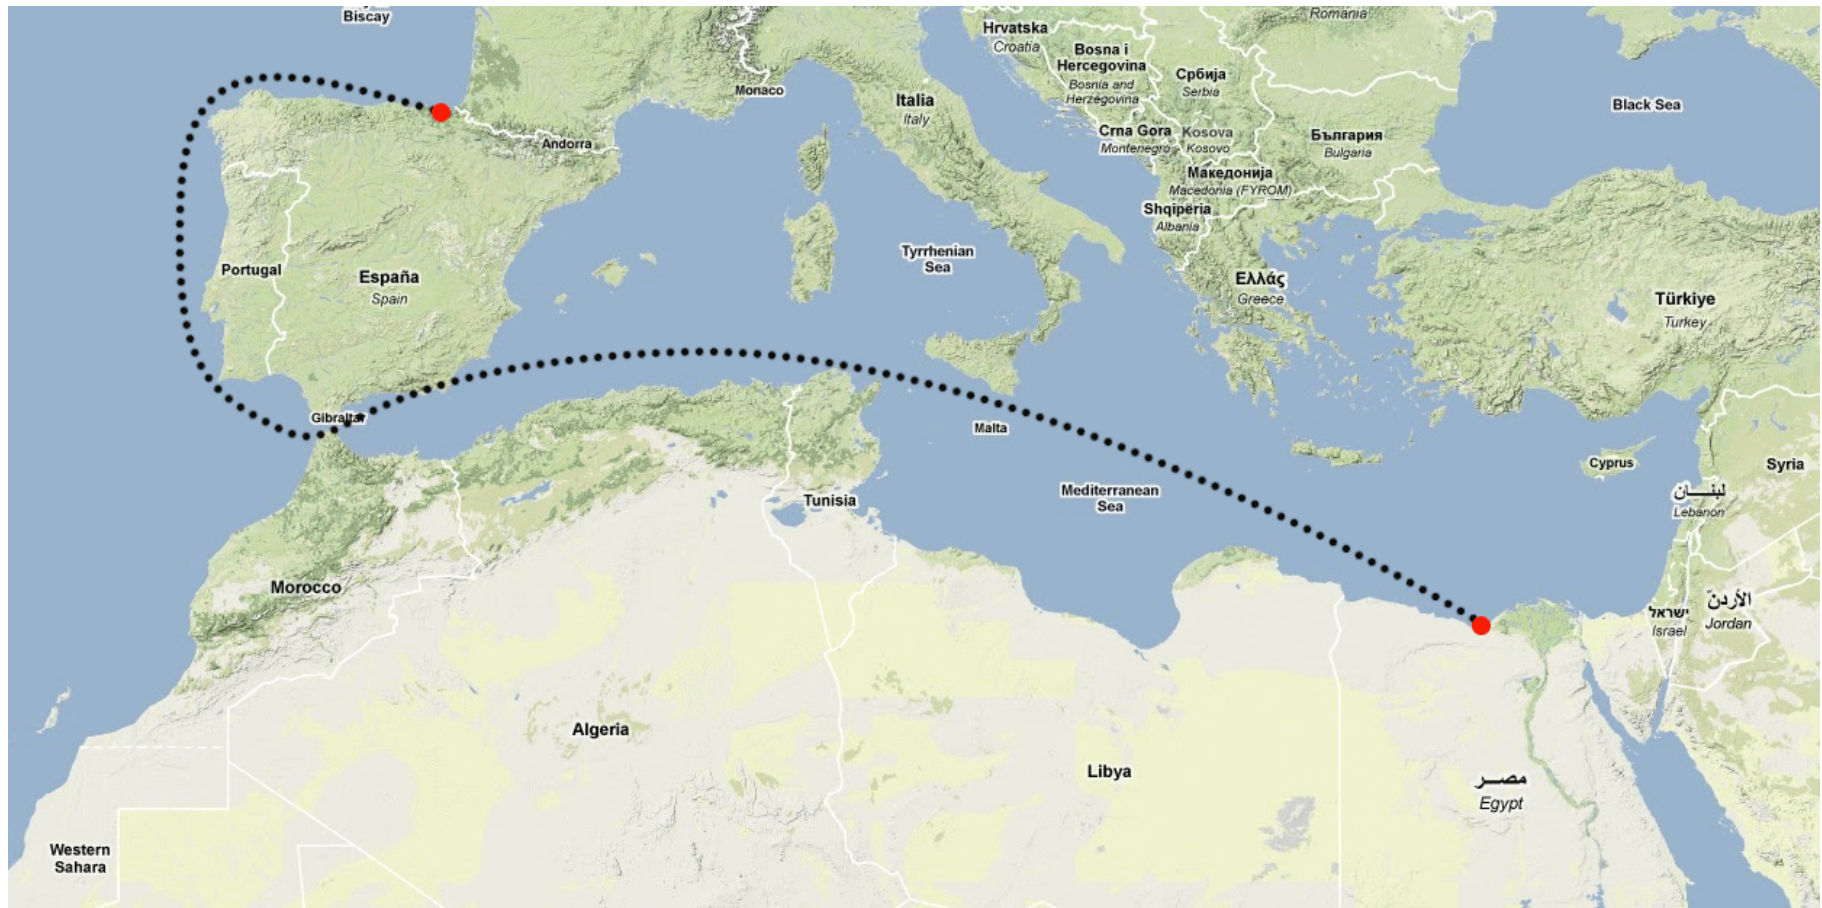 Biscay
Romania
Hrvatska
Croatia
Bosna i
Hercegovina
Bosnia and
Herzegovina
Србија
Serbia
Monaco
Italia
Italy
Black Sea
Crna Gora
Montenegro
Kosova
Kosovo
България
Bulgaria
Andorra
Македонија
Macedonia (FYROM)
Shqipëria
Albania
Portugal
España
Spain
Tyrrhenian
Sea
Ελλάς
Greece
Türkiye
Turkey
Gibraltar
Malta
Cyprus
Syria
Tunisia
Mediterranean
Sea
لبنــــان
Lebanon
Morocco
ישראל
Israel
الأردن
Jordan
Algeria
Libya
مصـــر
Egypt
Western
Sahara